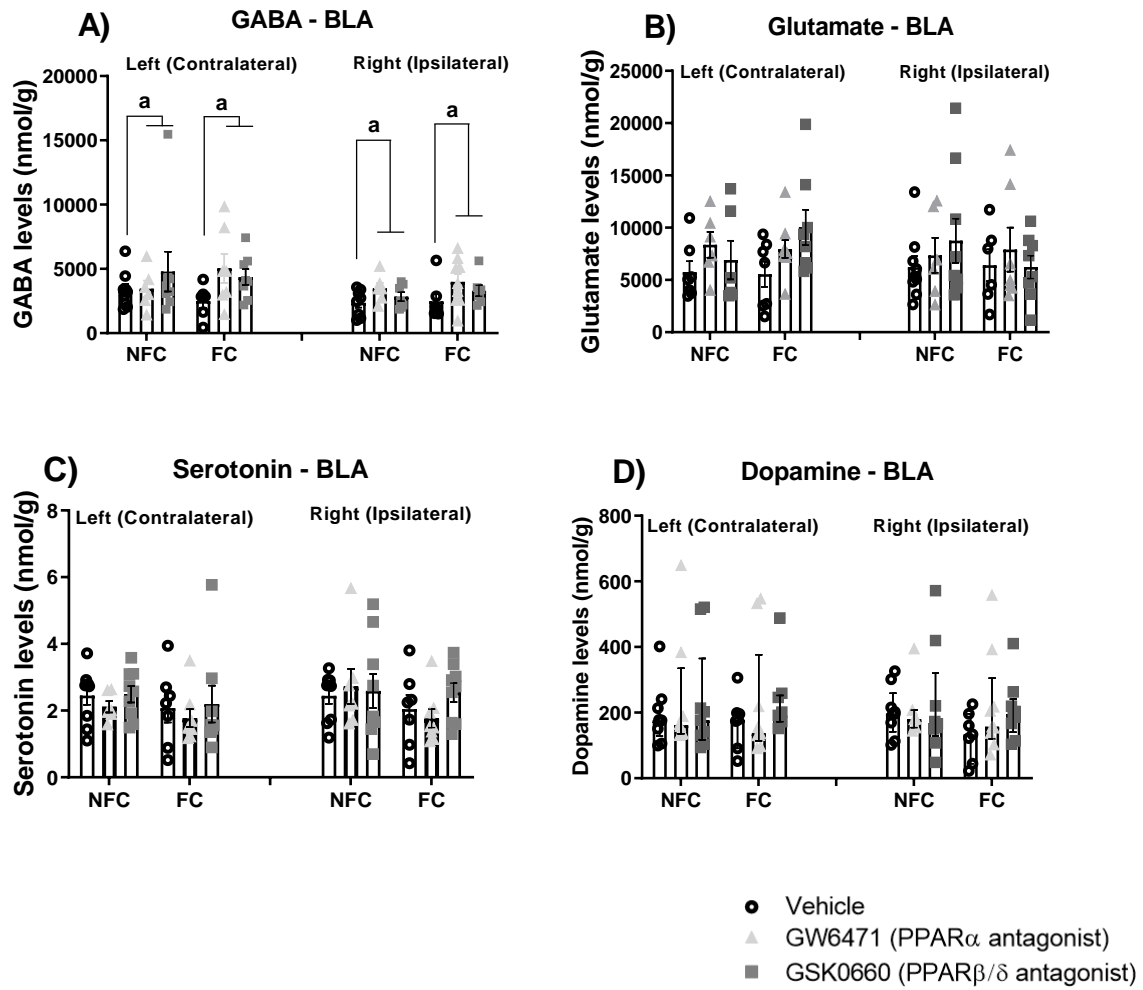 A)
GABA - BLA
Left (Contralateral)
Right (Ipsilateral)
GABA levels (nmol/g)
20000
15000
10000
5000
0
a
a
a
a
NFC
FC
NFC
FC
B)
Glutamate - BLA
Left (Contralateral)
Right (Ipsilateral)
Glutamate levels (nmol/g)
25000
20000
15000
10000
5000
0
NFC
FC
NFC
FC
C)
Serotonin - BLA
Left (Contralateral)
Right (Ipsilateral)
Serotonin levels (nmol/g)
8
6
4
2
0
NFC
FC
NFC
FC
D)
Dopamine - BLA
Left (Contralateral)
Right (Ipsilateral)
Dopamine levels (nmol/g)
800
600
400
200
0
NFC
FC
NFC
FC
Vehicle
GW6471 (PPARα antagonist)
GSK0660 (PPARβ/δ antagonist)